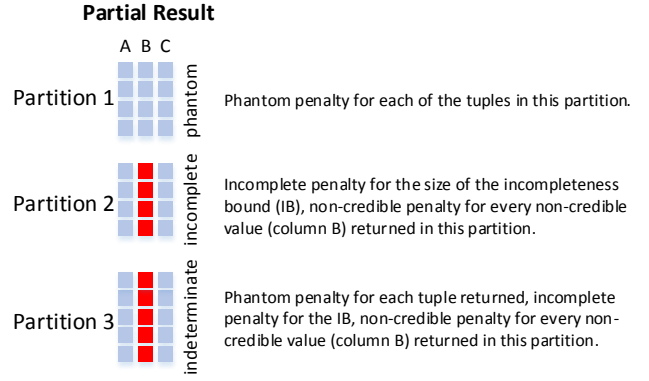 Partial Result
A B C
Partition 1
phantom
Phantom penalty for each of the tuples in this partition.
Partition 2
incomplete
Incomplete penalty for the size of the incompleteness
bound (IB), non-credible penalty for every non-credible
value (column B) returned in this partition.
Partition 3
indeterminate
Phantom penalty for each tuple returned, incomplete
penalty for the IB, non-credible penalty for every non-
credible value (column B) returned in this partition.